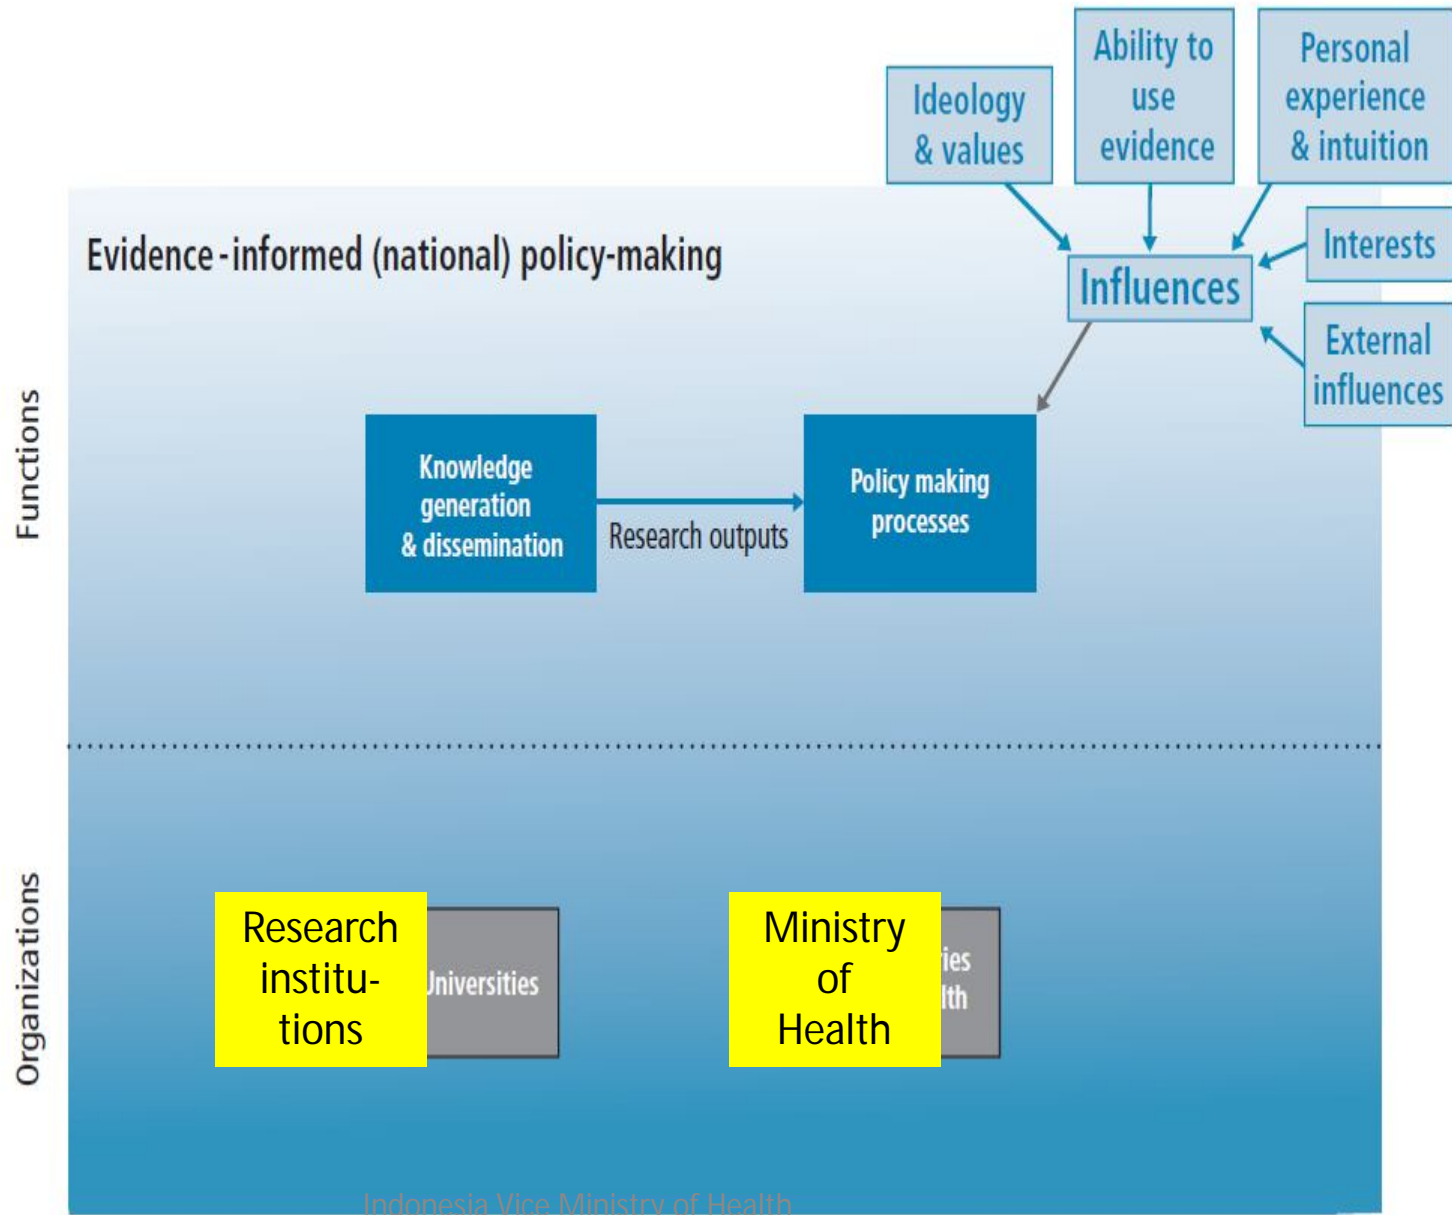 Ideology
& values
Ability to
use
evidence
Personal
experience
& intuition
Interests
External
influences
Influences
Evidence-informed (national) policy-making
Functions
Knowledge
generation
& dissemination
Research outputs
Policy making
processes
Organizations
Research
institu-
tions
Universities
Ministry
of
Health
ries
lth
Indonesia Vice Ministry of Health